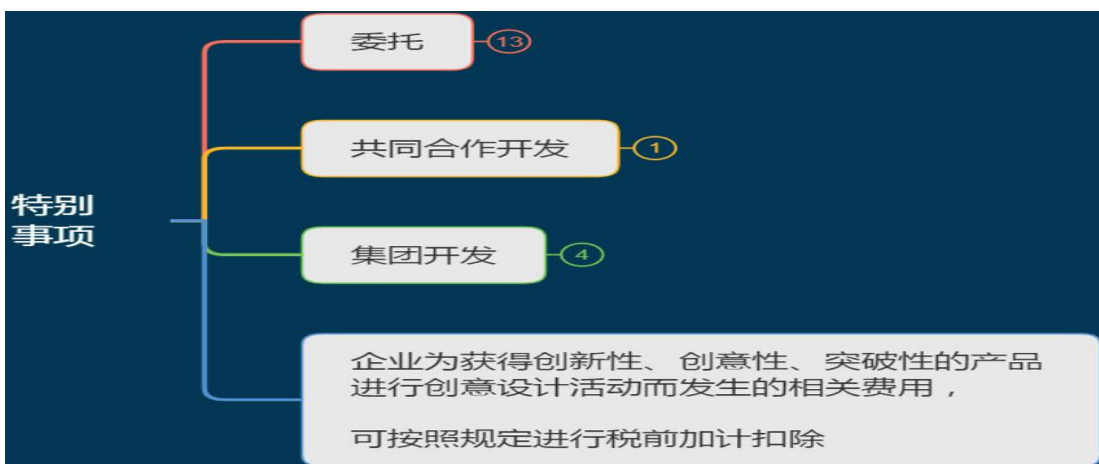 特别
事项
委托
13
共同合作开发
1
集团开发
4
企业为获得创新性、创意性、突破性的产品
进行创意设计活动而发生的相关费用，
可按照规定进行税前加计扣除